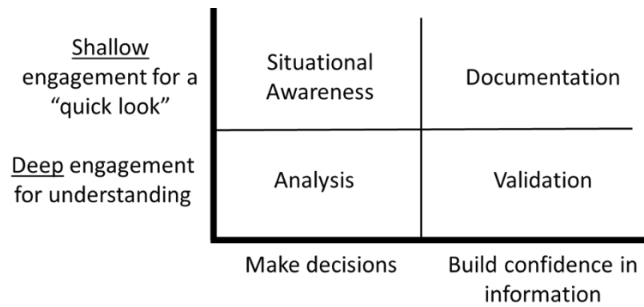 Shallow
engagement for a
“quick look”
Situational
Awareness
Documentation
Deep engagement
for understanding
Analysis
Validation
Make decisions
Build confidence in
information